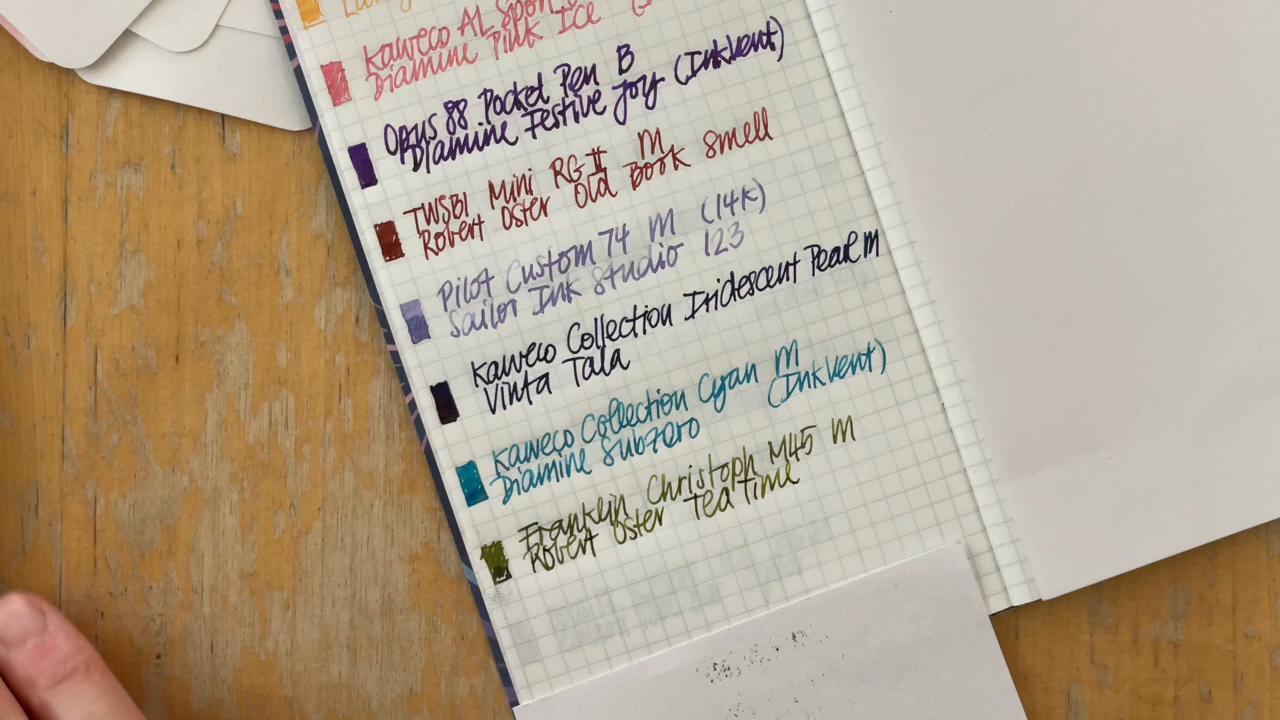 Kaweco AL Sport
Diamine Pink Ice
Opus 88 Pocket Pen B
Diamine Festive Joy (Inkvent)
TWSBI Mini RG II M
Robert Oster Old Book Smell
Pilot Custom 74 M (14K)
Sailor Ink Studio 123
Kaweco Collection Iridescent Pearl M
Vinta Tala
Kaweco Collection Cyan M
Diamine Subzero (Inkvent)
Franklin Christoph M45 M
Robert Oster Tea Time